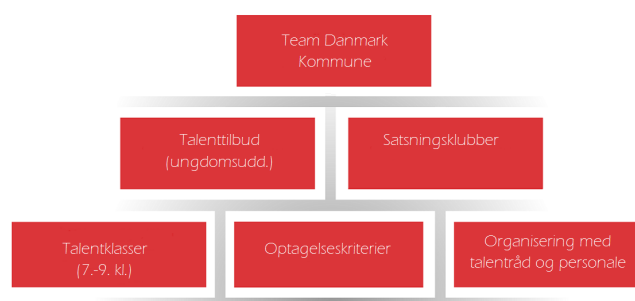 Team Danmark
Kommune
Talenttilbud
(ungdomsudd.)
Satsningsklubber
Talentklasser
(7.-9. kl.)
Optagelseskriterier
Organisering med
talentråd og personale